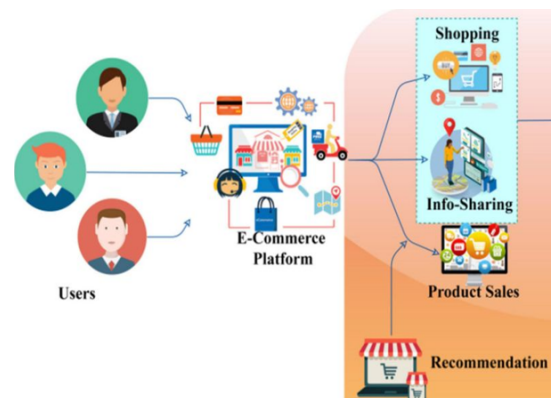 Shopping
Info-Sharing
E-Commerce
Platform
Users
Product Sales
Recommendation